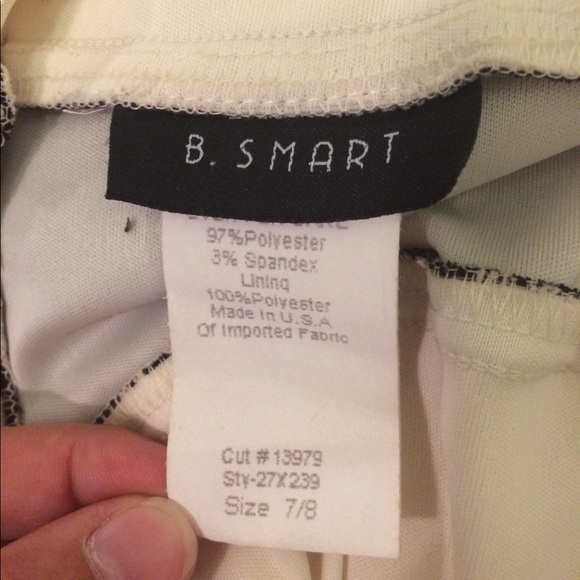 B. SMART
97%Polyester
3% Spandex
Lining
100%Polyester
Made In U.S.A
Of Imported Fabric
Cut #13979
Sty-27X239
Size 7/8